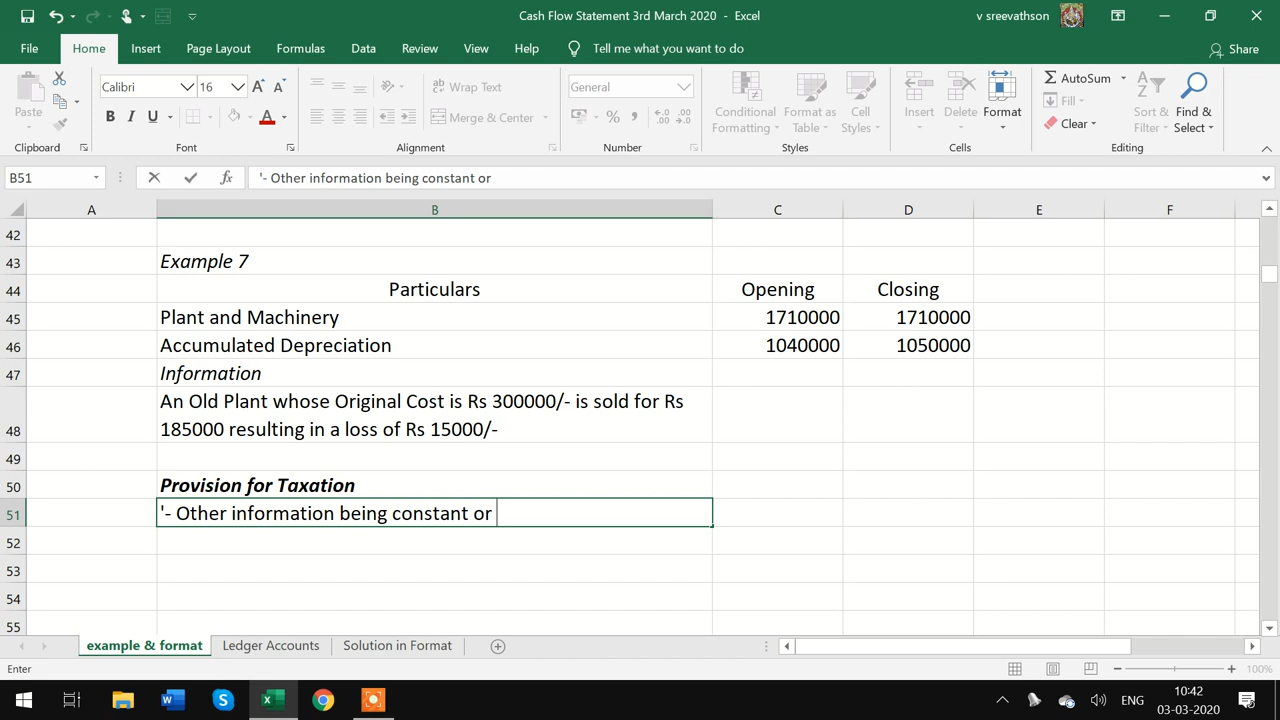 Cash Flow Statement 3rd March 2020 - Excel
v sreevathson
File Home Insert Page Layout Formulas Data Review View Help Tell me what you want to do Share
Paste
Clipboard
Calibri 16
B I U
Font
Wrap Text
Merge & Center
Alignment
General
Number
Conditional Formatting
Format as Table
Cell Styles
Styles
Insert Delete Format
Cells
AutoSum
Fill
Clear
Sort & Filter
Find & Select
Editing
B51 fx '- Other information being constant or
A B C D E F
42
43 Example 7
44 Particulars Opening Closing
45 Plant and Machinery 1710000 1710000
46 Accumulated Depreciation 1040000 1050000
47 Information
An Old Plant whose Original Cost is Rs 300000/- is sold for Rs
48 185000 resulting in a loss of Rs 15000/-
49
50 Provision for Taxation
51 '- Other information being constant or
52
53
54
55
example & format Ledger Accounts Solution in Format
Enter 100%
ENG 10:42
03-03-2020